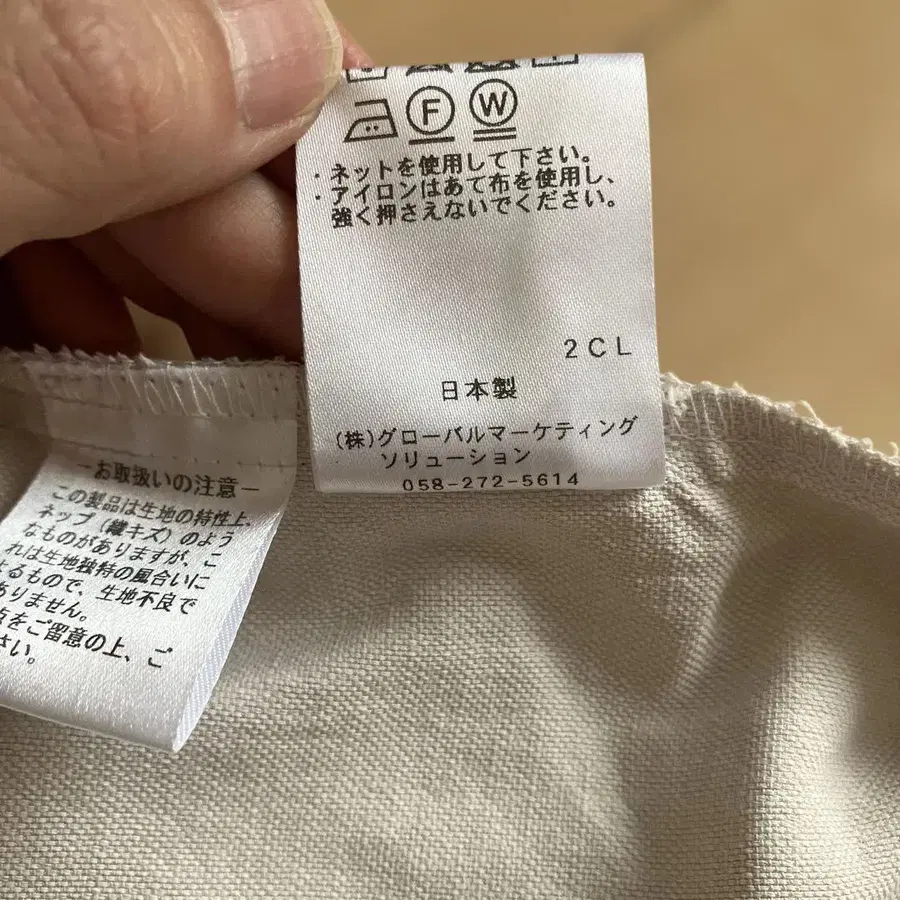 F W
・ネットを使用して下さい。
・アイロンはあて布を使用し、
強く押さえないでください。
2CL
日本製
(株)グローバルマーケティング
ソリューション
058-272-5614
−お取扱いの注意−
この製品は生地の特性上、
ネップ(織キズ)のよう
なものがありますが、こ
れは生地独特の風合いに
よるもので、生地不良で
ありません。
点をご留意の上、ご
さい。